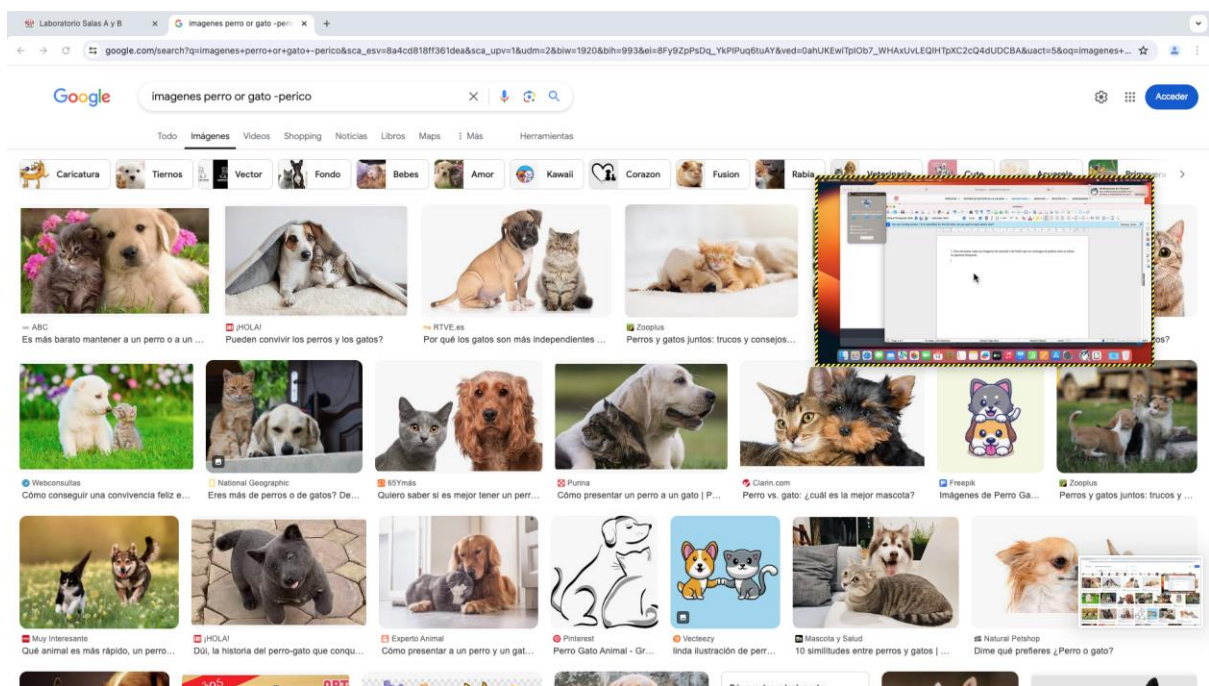 Laboratorio Salas A y B
imagenes perro or gato -peri
google.com/search?q=imagenes+perro+or+gato+-perico&sca_esv=8a4cd818ff361dea&sca_upv=1&udm=2&biw=1920&bih=993&ei=8Fy9ZpPsDq_YkPIPuq6tuAY&ved=0ahUKEwiTpIOb7_WHAxUvLEQIHTpXC2cQ4dUDCBA&uact=5&oq=imagenes+...
Google
imagenes perro or gato -perico
Acceder
Todo Imágenes Videos Shopping Noticias Libros Maps Más Herramientas
Caricatura Tiernos Vector Fondo Bebes Amor Kawaii Corazon Fusion Rabia
ABC
Es más barato mantener a un perro o a un ...
¡HOLA!
Pueden convivir los perros y los gatos?
RTVE.es
Por qué los gatos son más independientes ...
Zooplus
Perros y gatos juntos: trucos y consejos...
Webconsultas
Cómo conseguir una convivencia feliz e...
National Geographic
Eres más de perros o de gatos? De...
65Ymás
Quiero saber si es mejor tener un perr...
Purina
Cómo presentar un perro a un gato | P...
Clarin.com
Perro vs. gato: ¿cuál es la mejor mascota?
Freepik
Imágenes de Perro Ga...
Zooplus
Perros y gatos juntos: trucos y ...
Muy Interesante
Qué animal es más rápido, un perro...
¡HOLA!
Dúi, la historia del perro-gato que conqu...
Experto Animal
Cómo presentar a un perro y un gat...
Pinterest
Perro Gato Animal - Gr...
Vecteezy
linda ilustración de perr...
Mascota y Salud
10 similitudes entre perros y gatos | ...
Natural Petshop
Dime qué prefieres ¿Perro o gato?